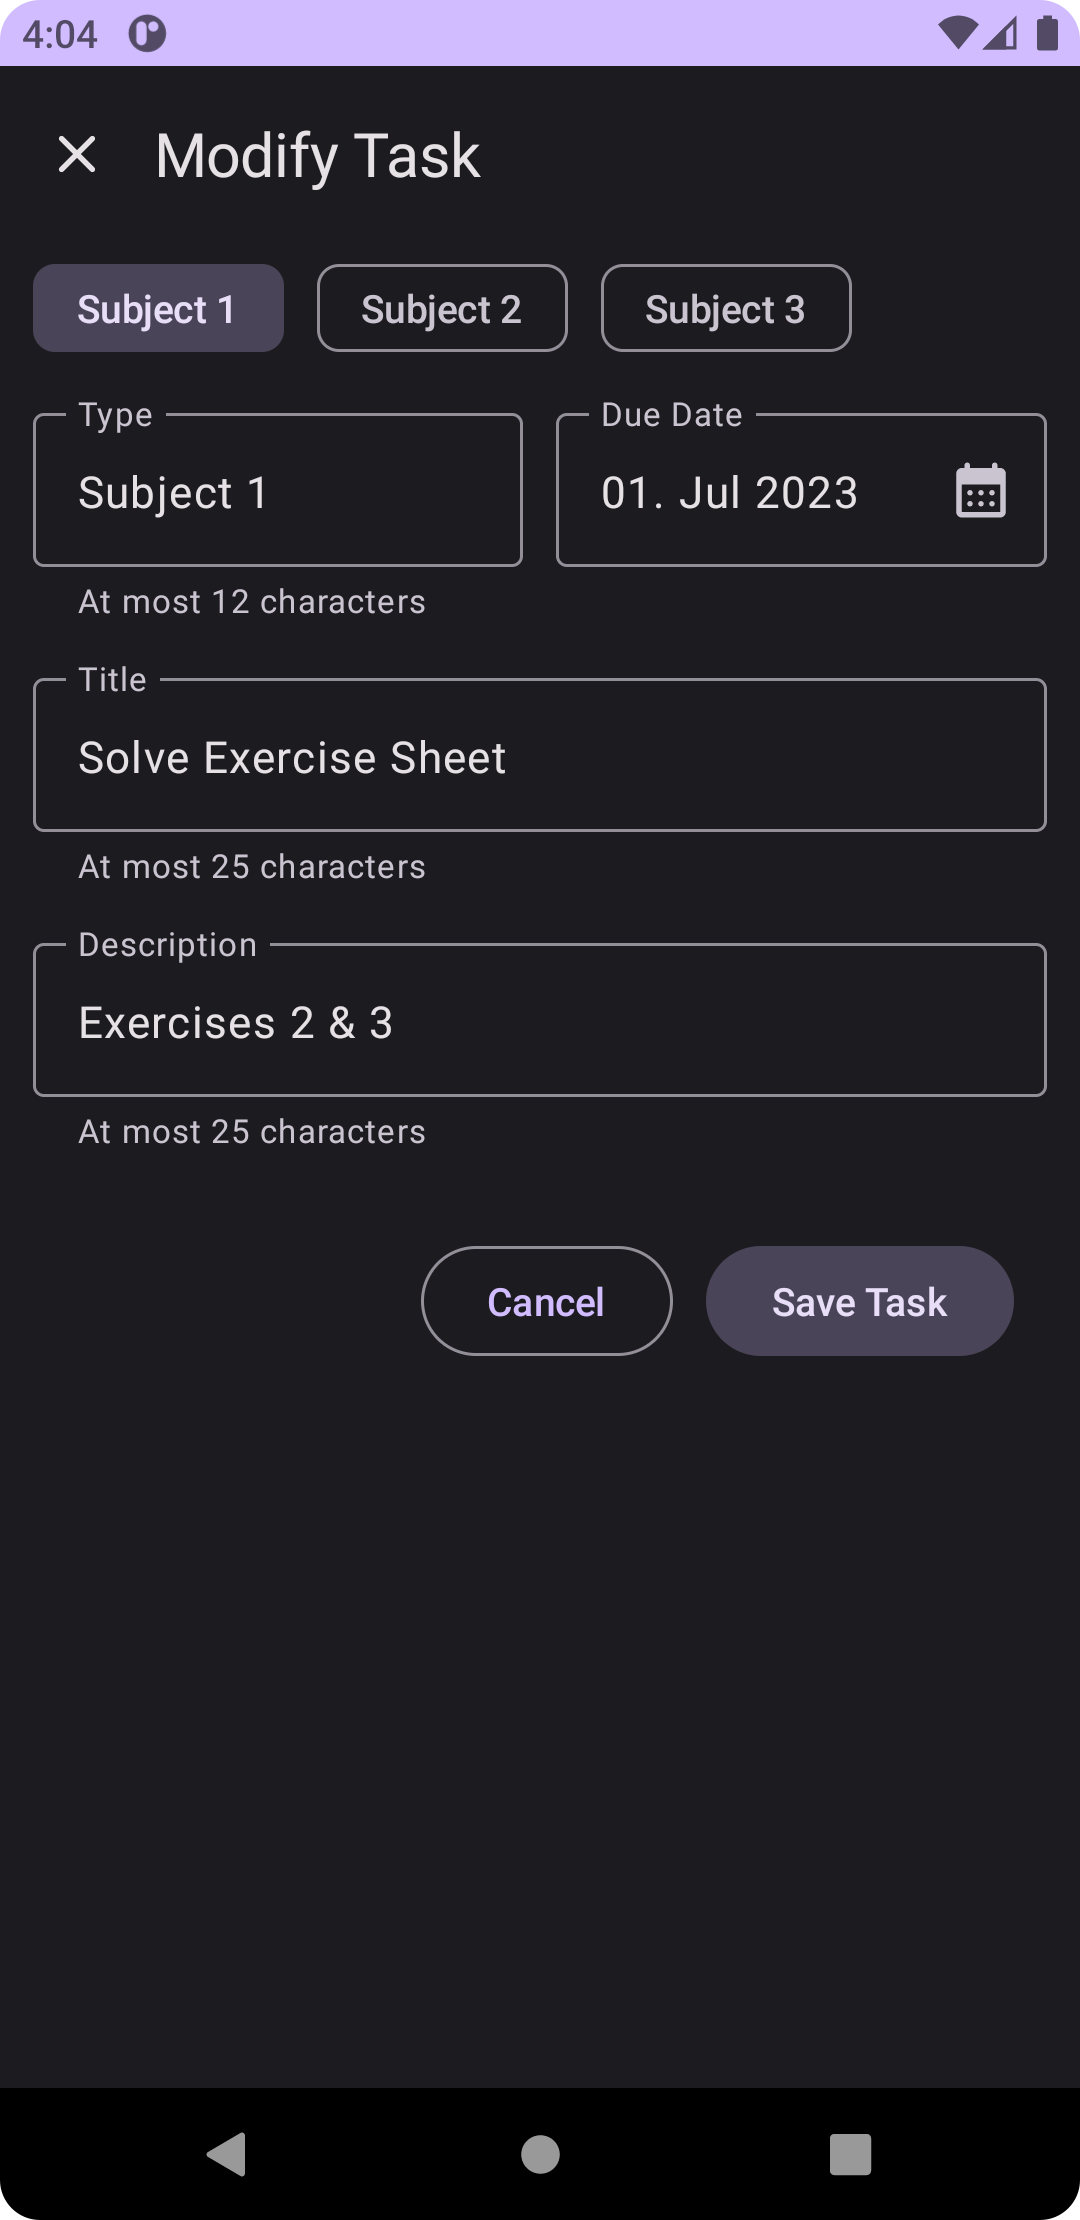 4:04
Modify Task
Subject 1 Subject 2 Subject 3
Type Due Date
Subject 1 01. Jul 2023
At most 12 characters
Title
Solve Exercise Sheet
At most 25 characters
Description
Exercises 2 & 3
At most 25 characters
Cancel Save Task